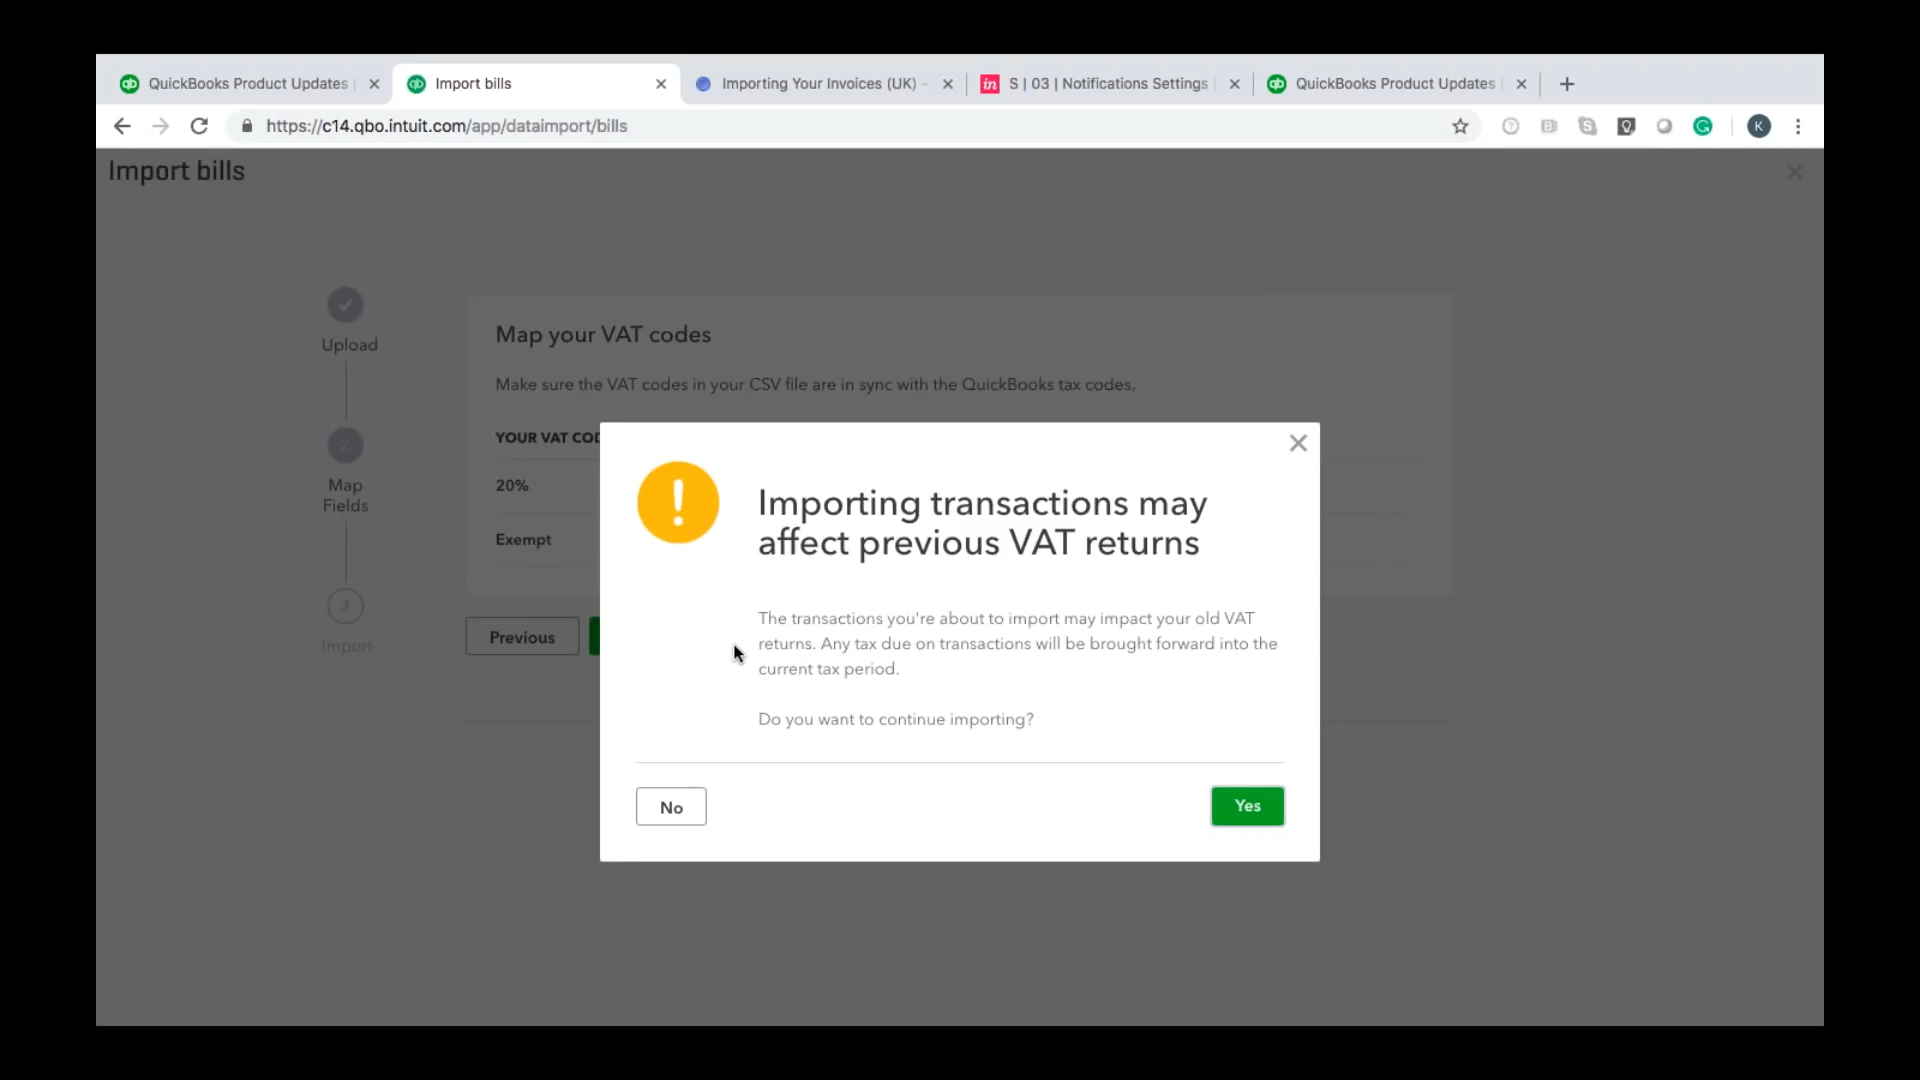 QuickBooks Product Updates
Import bills
Importing Your Invoices (UK) -
S | 03 | Notifications Settings
QuickBooks Product Updates
https://c14.qbo.intuit.com/app/dataimport/bills
K
Import bills
Upload
2
Map
Fields
3
Import
Map your VAT codes
Make sure the VAT codes in your CSV file are in sync with the QuickBooks tax codes.
YOUR VAT COD
20%
Exempt
Previous
Importing transactions may
affect previous VAT returns
The transactions you're about to import may impact your old VAT
returns. Any tax due on transactions will be brought forward into the
current tax period.
Do you want to continue importing?
No
Yes